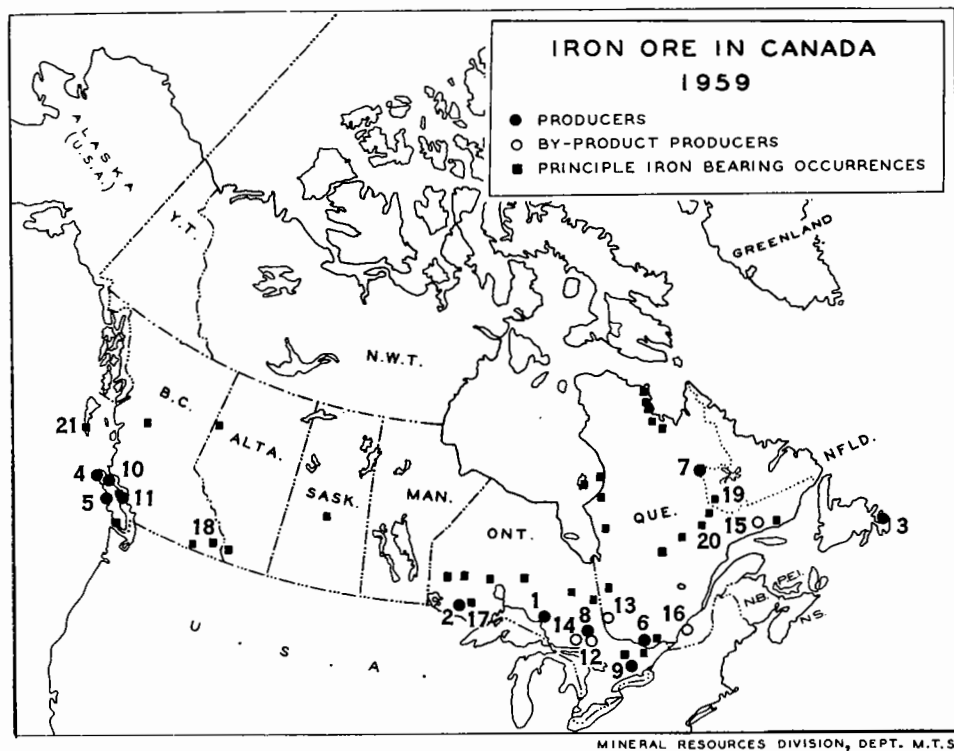 IRON ORE IN CANADA
1959
PRODUCERS
BY-PRODUCT PRODUCERS
PRINCIPLE IRON BEARING OCCURRENCES
ALASKA
(U.S.A.)
Y.T.
GREENLAND
N.W.T.
B.C.
21
ALTA.
NFLD.
4
10
7
5
11
SASK.
MAN.
19
QUE.
15
3
ONT.
20
18
P.E.I.
N.B.
N.S.
2
17
1
13
16
14
8
6
12
9
U.S.A.
MINERAL RESOURCES DIVISION, DEPT. M.T.S